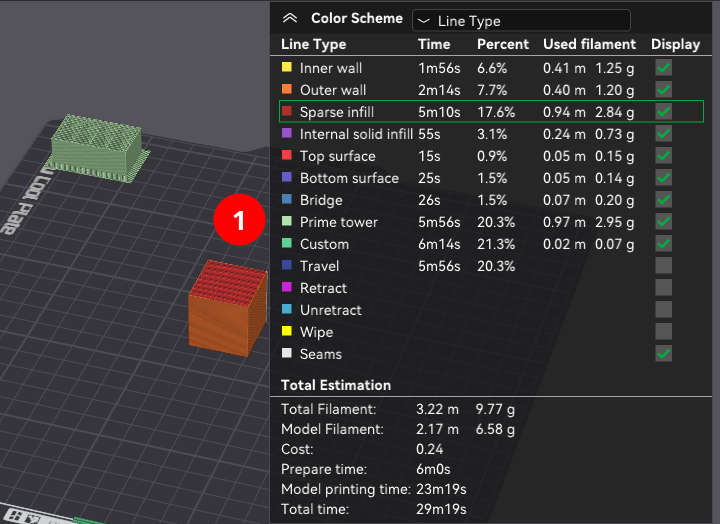 Color Scheme Line Type
Line Type Time Percent Used filament Display
Inner wall 1m56s 6.6% 0.41 m 1.25 g
Outer wall 2m14s 7.7% 0.40 m 1.20 g
Sparse infill 5m10s 17.6% 0.94 m 2.84 g
Internal solid infill 55s 3.1% 0.24 m 0.73 g
Top surface 15s 0.9% 0.05 m 0.15 g
Bottom surface 25s 1.5% 0.05 m 0.14 g
Bridge 26s 1.5% 0.07 m 0.20 g
Prime tower 5m56s 20.3% 0.97 m 2.95 g
Custom 6m14s 21.3% 0.02 m 0.07 g
Travel 5m56s 20.3%
Retract
Unretract
Wipe
Seams
Total Estimation
Total Filament: 3.22 m 9.77 g
Model Filament: 2.17 m 6.58 g
Cost: 0.24
Prepare time: 6m0s
Model printing time: 23m19s
Total time: 29m19s
1
Cool Plate